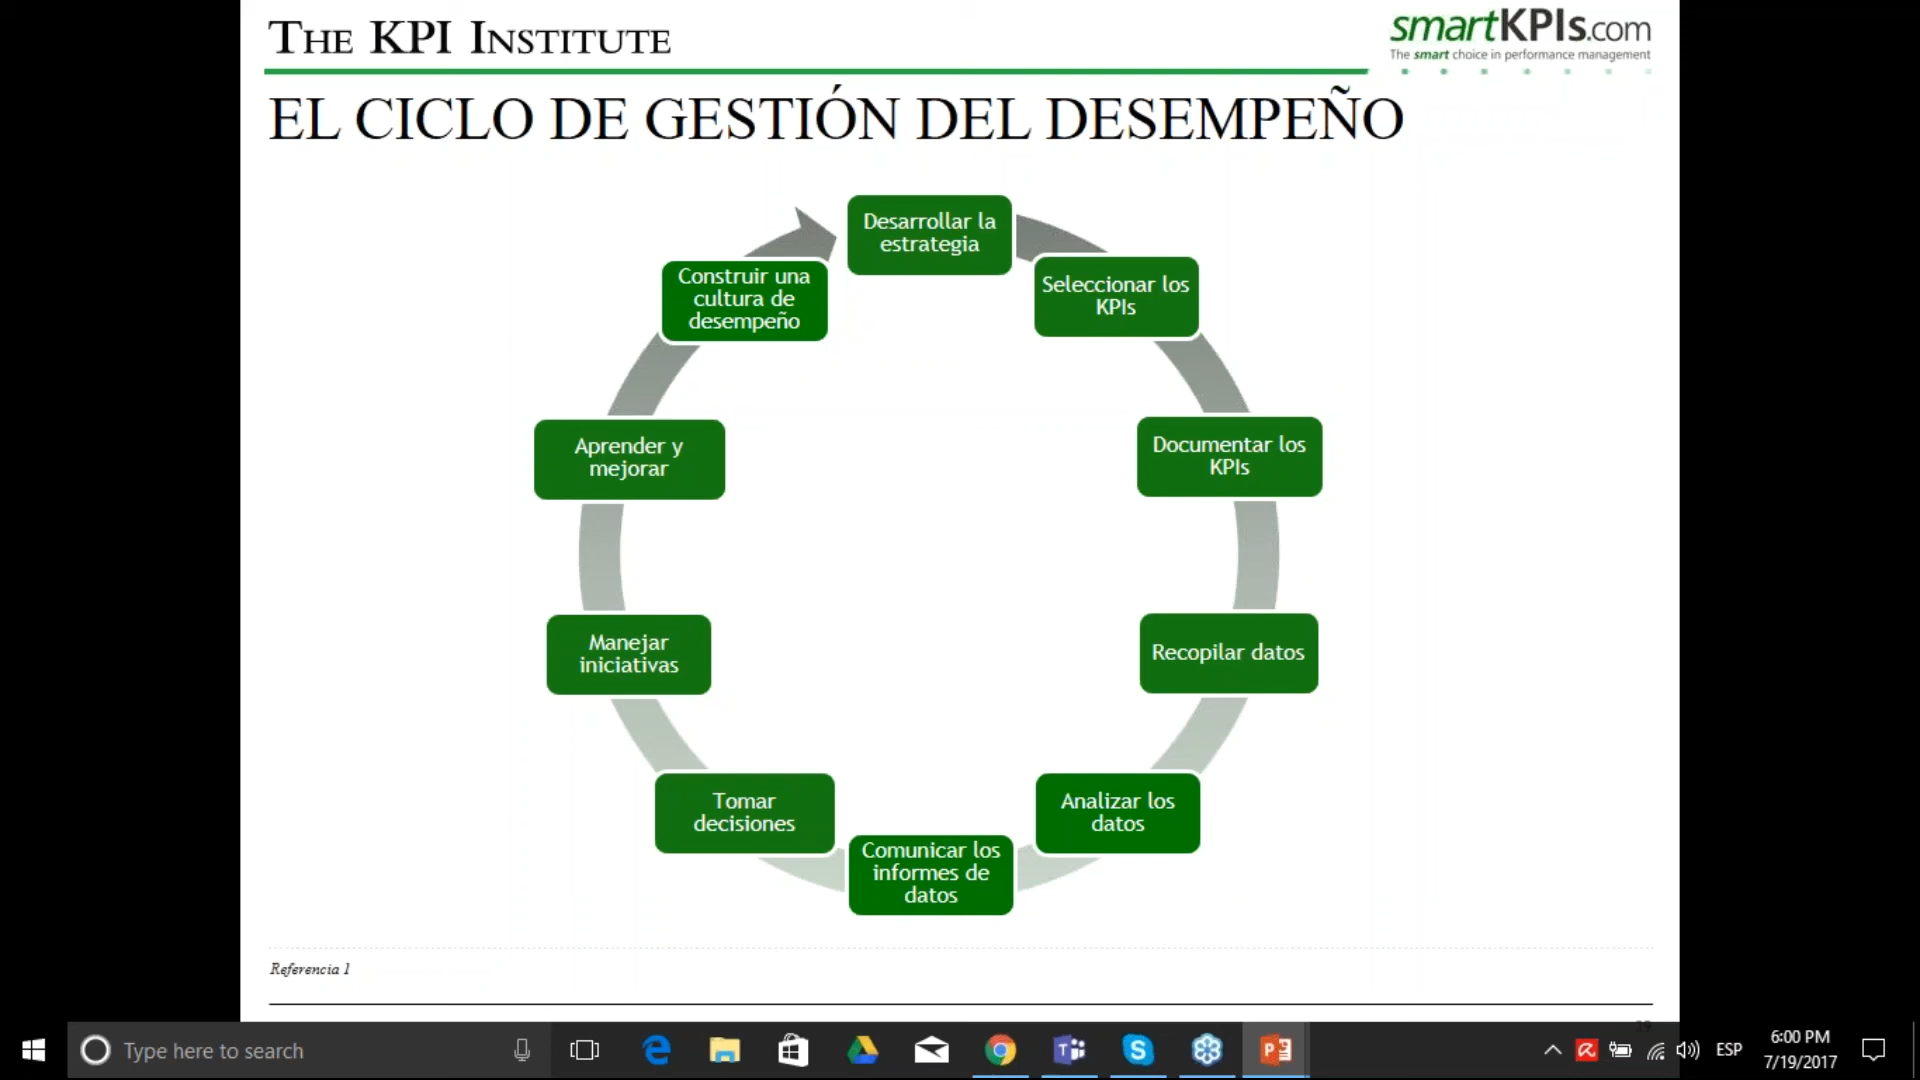 THE KPI INSTITUTE
smartKPIs.com
The smart choice in performance management
EL CICLO DE GESTIÓN DEL DESEMPEÑO
Desarrollar la
estrategia
Seleccionar los
KPIs
Documentar los
KPIs
Recopilar datos
Analizar los
datos
Comunicar los
informes de
datos
Tomar
decisiones
Manejar
iniciativas
Aprender y
mejorar
Construir una
cultura de
desempeño
Referencia 1
39
Type here to search
ESP
6:00 PM
7/19/2017